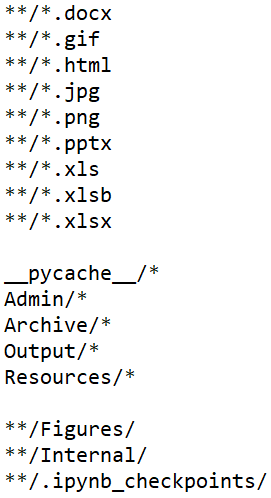 **/*.docx
**/*.gif
**/*.html
**/*.jpg
**/*.png
**/*.pptx
**/*.xls
**/*.xlsb
**/*.xlsx
__pycache__/*
Admin/*
Archive/*
Output/*
Resources/*
**/Figures/
**/Internal/
**/.ipynb_checkpoints/